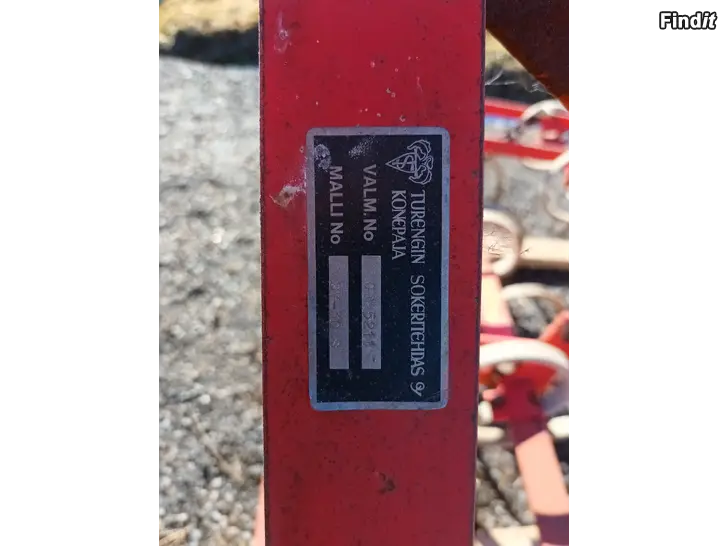 Findit
TURENGIN SOKERITEHDAS Oy
KONEPAJA
VALM. No
MALLI No